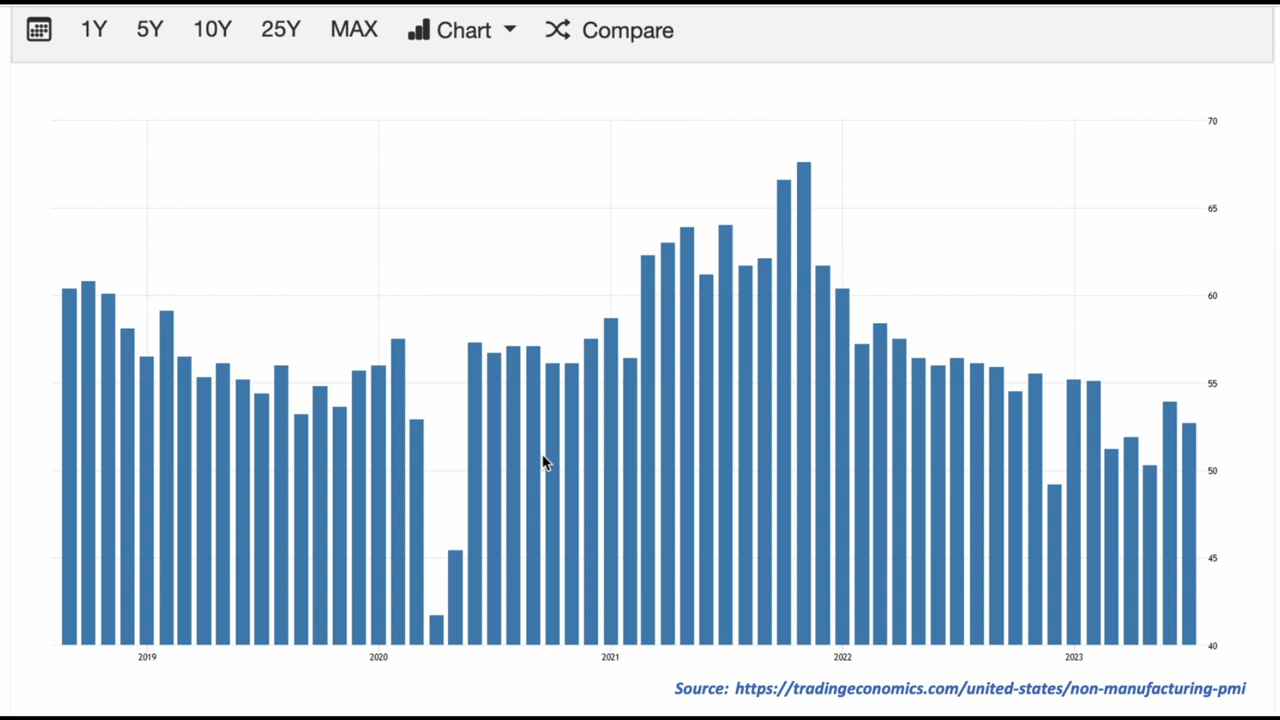 1Y 5Y 10Y 25Y MAX Chart Compare
70
65
60
55
50
45
40
2019 2020 2021 2022 2023
Source: https://tradingeconomics.com/united-states/non-manufacturing-pmi